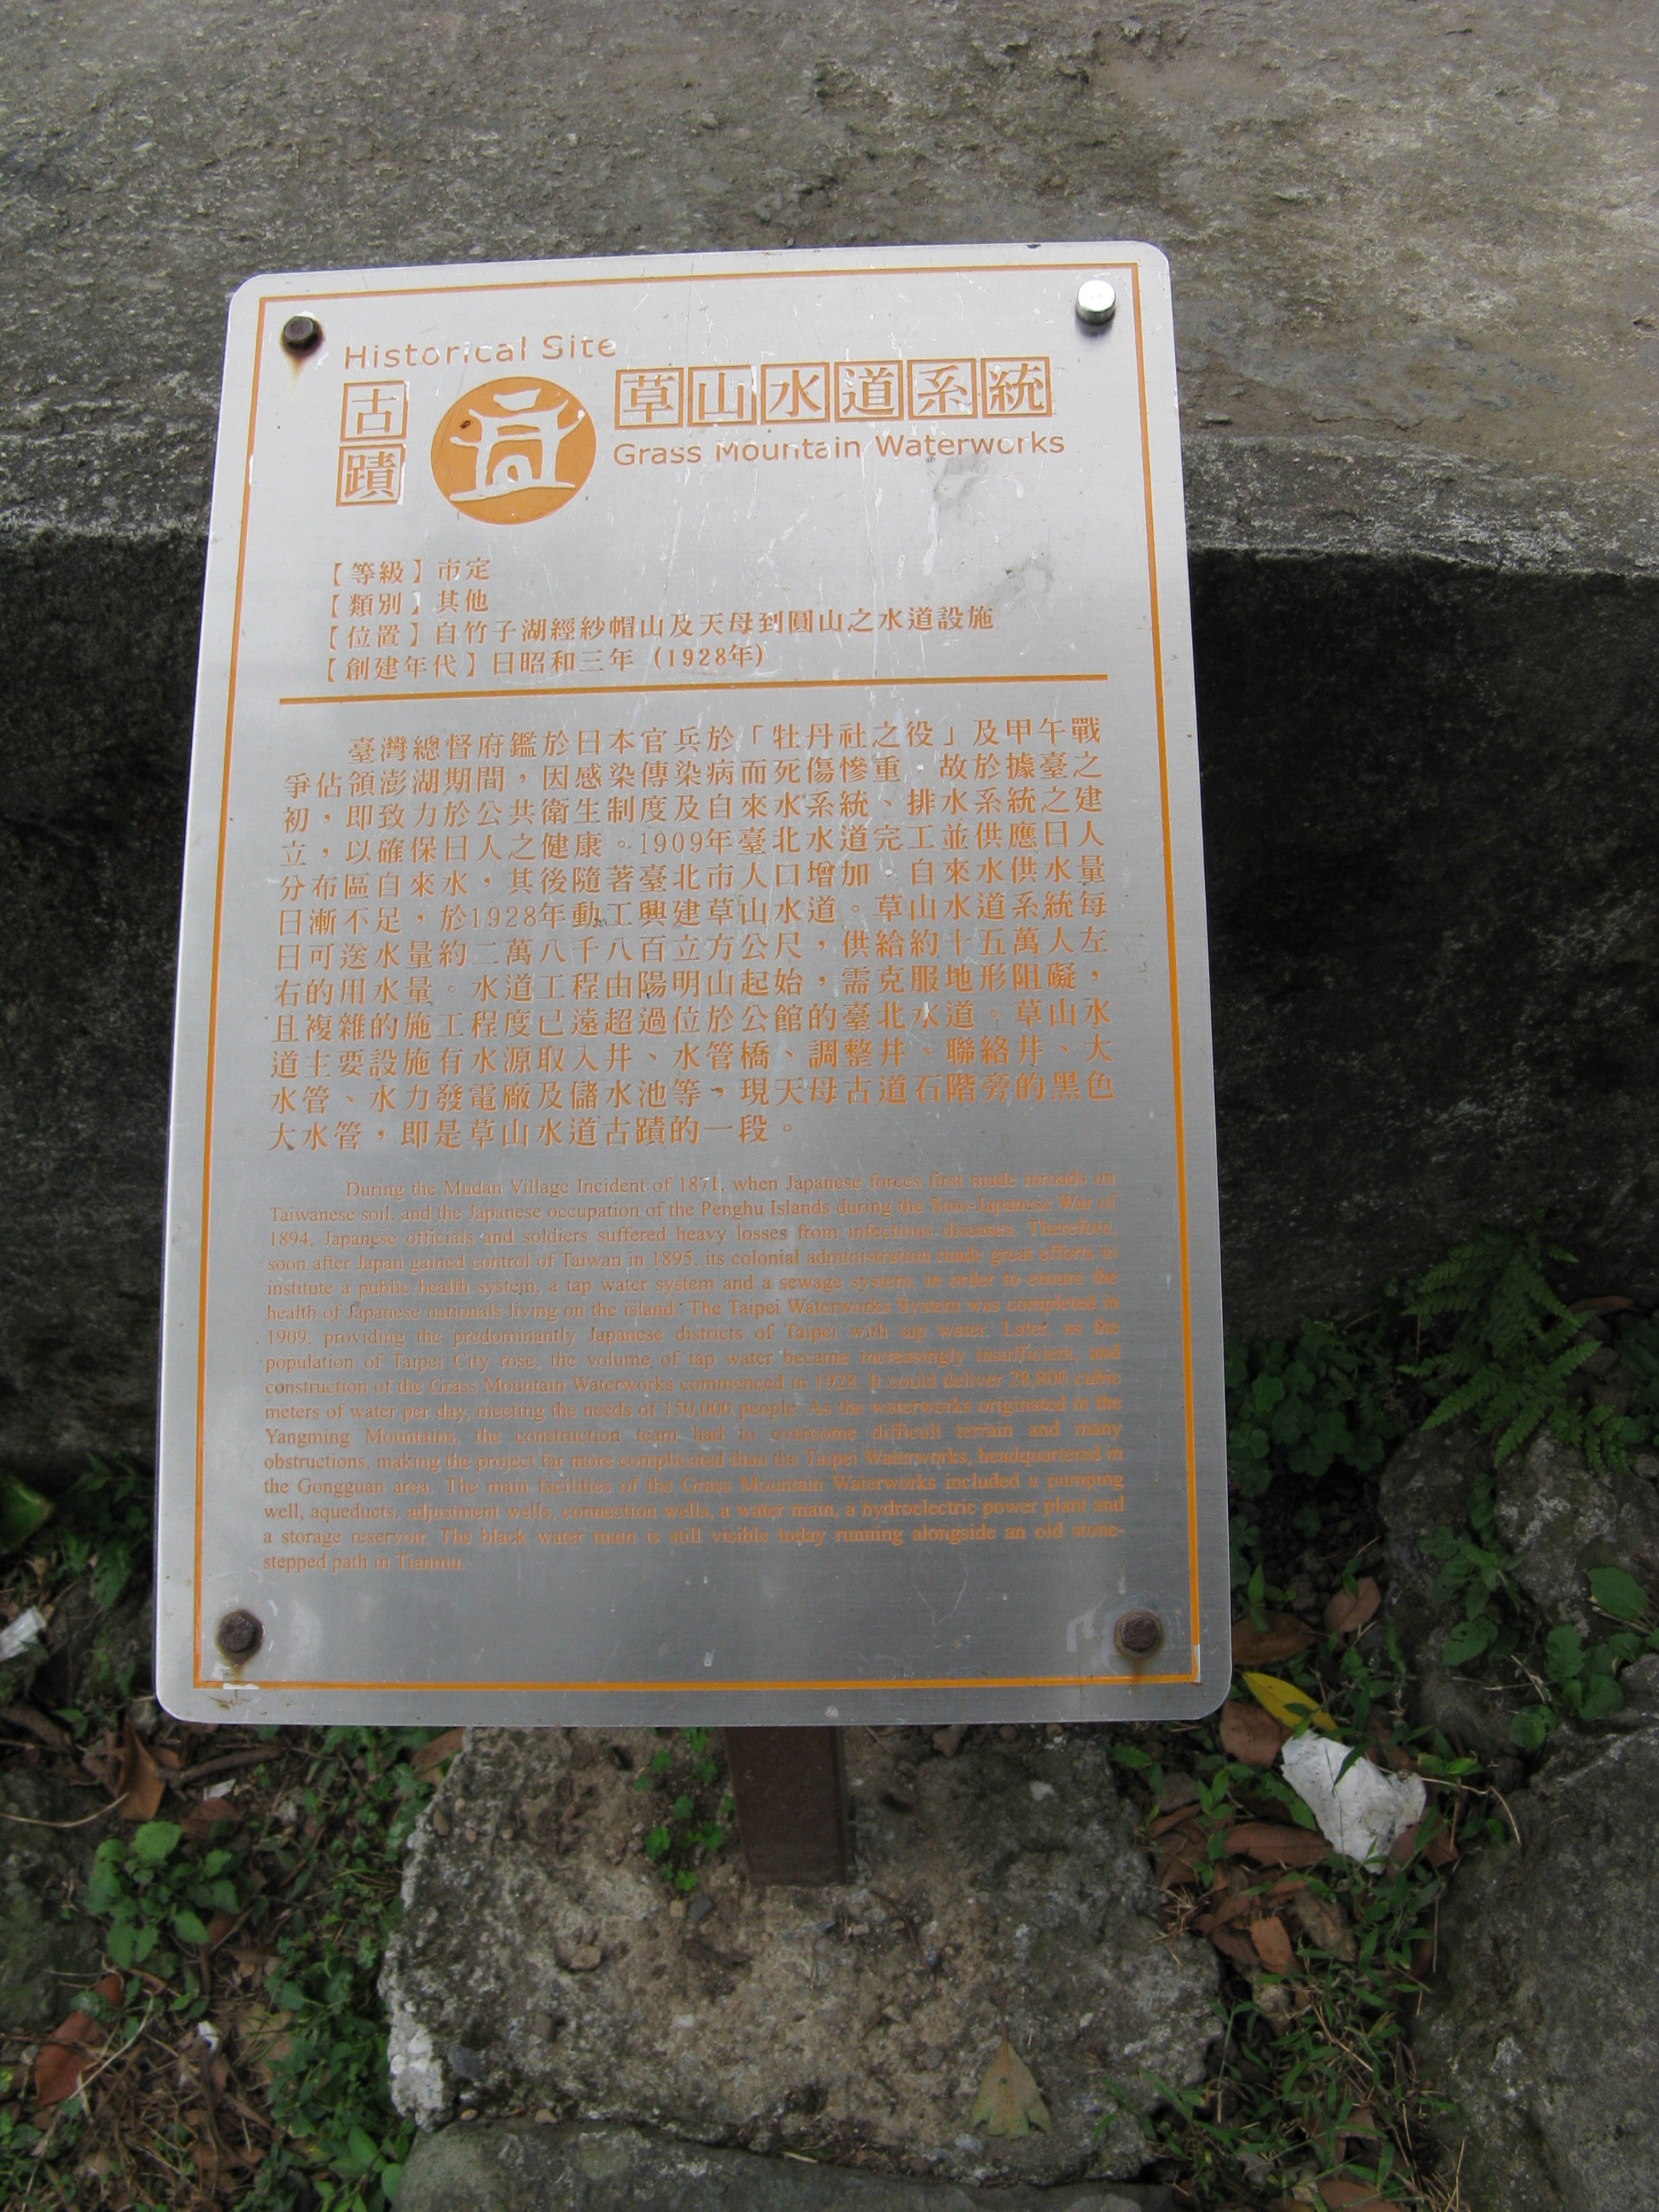 Historical Site
古蹟
草山水道系統
Grass Mountain Waterworks
【等級】市定
【類別】其他
【位置】自竹子湖經紗帽山及天母到圓山之水道設施
【創建年代】日昭和三年（1928年）
臺灣總督府鑑於日本官兵於「牡丹社之役」及甲午戰
爭佔領澎湖期間，因感染傳染病而死傷慘重，故於據臺之
初，即致力於公共衛生制度及自來水系統、排水系統之建
立，以確保日人之健康。1909年臺北水道完工並供應日人
分布區自來水，其後隨著臺北市人口增加，自來水供水量
日漸不足，於1928年動工興建草山水道。草山水道系統每
日可送水量約二萬八千八百立方公尺，供給約十五萬人左
右的用水量。水道工程由陽明山起始，需克服地形阻礙，
且複雜的施工程度已遠超過位於公館的臺北水道。草山水
道主要設施有水源取入井、水管橋、調整井、聯絡井、大
水管、水力發電廠及儲水池等，現天母古道石階旁的黑色
大水管，即是草山水道古蹟的一段。
During the Mudan Village Incident of 1871, when Japanese forces first made inroads on
Taiwanese soil, and the Japanese occupation of the Penghu Islands during the Sino-Japanese War of
1894, Japanese officials and soldiers suffered heavy losses from infectious diseases. Therefore,
soon after Japan gained control of Taiwan in 1895, its colonial administration made great efforts to
institute a public health system, a tap water system and a sewage system, in order to ensure the
health of Japanese nationals living on the island. The Taipei Waterworks System was completed in
1909, providing the predominantly Japanese districts of Taipei with tap water. Later, as the
population of Taipei City rose, the volume of tap water became increasingly insufficient, and
construction of the Grass Mountain Waterworks commenced in 1928. It could deliver 28,800 cubic
meters of water per day, meeting the needs of 150,000 people. As the waterworks originated in the
Yangming Mountains, the construction team had to overcome difficult terrain and many
obstructions, making the project far more complicated than the Taipei Waterworks, headquartered in
the Gongguan area. The main facilities of the Grass Mountain Waterworks included a pumping
well, aqueducts, adjustment wells, connection wells, a water main, a hydroelectric power plant and
a storage reservoir. The black water main is still visible today running alongside an old stone-
stepped path in Tianmu.